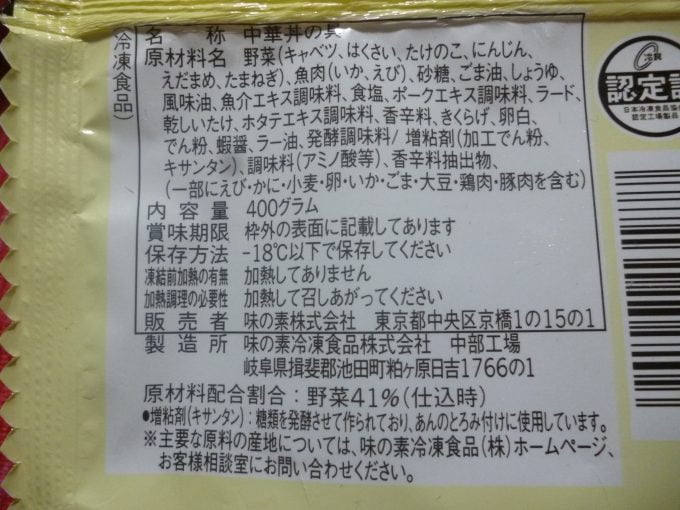 (冷凍食品)
名称 中華丼の具
原材料名 野菜(キャベツ、はくさい、たけのこ、にんじん、
えだまめ、たまねぎ)、魚肉(いか、えび)、砂糖、ごま油、しょうゆ、
風味油、魚介エキス調味料、食塩、ポークエキス調味料、ラード、
乾しいたけ、ホタテエキス調味料、香辛料、きくらげ、卵白、
でん粉、蝦醤、ラー油、発酵調味料/ 増粘剤(加工でん粉、
キサンタン)、調味料(アミノ酸等)、香辛料抽出物、
(一部にえび・かに・小麦・卵・いか・ごま・大豆・鶏肉・豚肉を含む)
内容量 400グラム
賞味期限 枠外の表面に記載してあります
保存方法 -18℃以下で保存してください
凍結前加熱の有無 加熱してありません
加熱調理の必要性 加熱して召しあがってください
販売者 味の素株式会社 東京都中央区京橋1の15の1
製造所 味の素冷凍食品株式会社 中部工場
岐阜県揖斐郡池田町粕ヶ原日吉1766の1
原材料配合割合:野菜41%(仕込時)
●増粘剤(キサンタン):糖類を発酵させて作られており、あんのとろみ付けに使用しています。
※主要な原料の産地については、味の素冷凍食品(株)ホームページ、
お客様相談室にお問い合わせください。
冷食
認定証
日本冷凍食品協会
認定工場製品